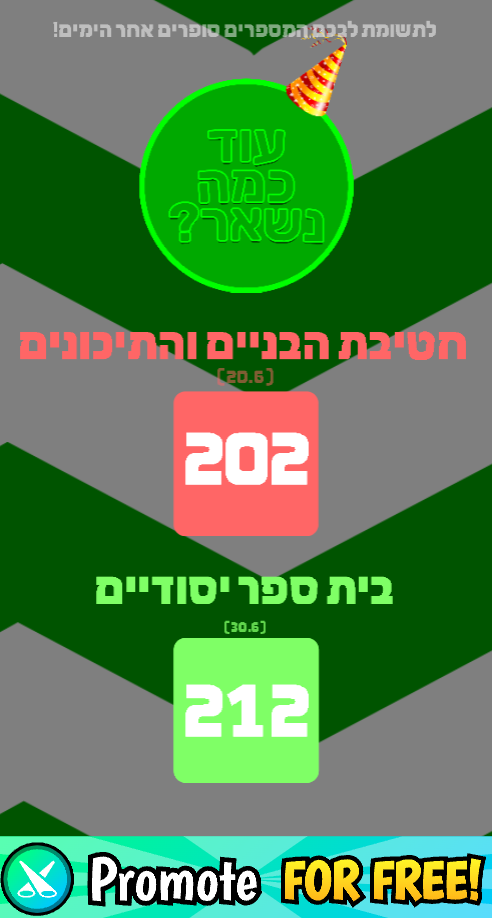 לתשומת לבכם המספרים סופרים אחר הימים!
עוד
כמה
נשאר?
חטיבת הבניים והתיכונים
(20.6)
202
בית ספר יסודיים
(30.6)
212
Promote FOR FREE!